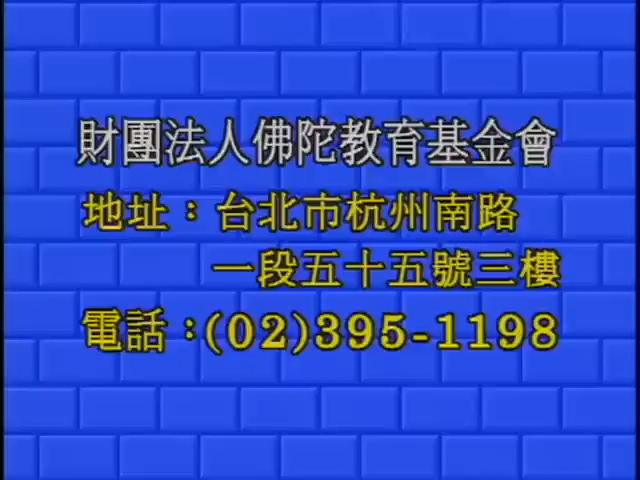 財團法人佛陀教育基金會
地址：台北市杭州南路
一段五十五號三樓
電話：(02)395-1198